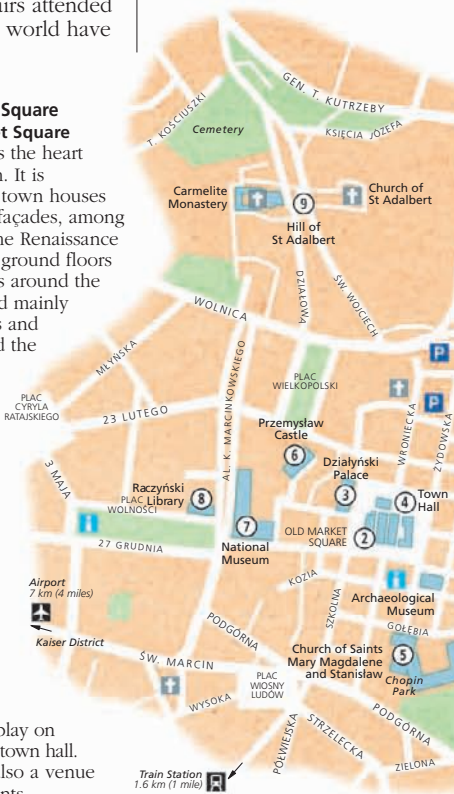 airs attended
world have
Square
t Square
s the heart
n. It is
town houses
façades, among
ne Renaissance
ground floors
s around the
d mainly
s and
d the
play on
town hall.
lso a venue
GEN. T. KUTRZEBY
T. KOŚCIUSZKI
Cemetery
KSIĘCIA JÓZEFA
Carmelite
Monastery
9
Church of
St Adalbert
Hill of
St Adalbert
DZIAŁOWA
ŚW. WOJCIECH
WOLNICA
MŁYŃSKA
AL. K. MARCINKOWSKIEGO
P
PLAC
WIELKOPOLSKI
P
PLAC
CYRYLA
RATAJSKIEGO
23 LUTEGO
WRONIECKA
ŻYDOWSKA
Przemysław
Castle
6
Działyński
Palace
3
3 MAJA
Raczyński
Library
8
PLAC
WOLNOŚCI
4
Town
Hall
7
OLD MARKET
SQUARE
2
27 GRUDNIA
National
Museum
KOZIA
SZKOLNA
Archaeological
Museum
Airport
7 km (4 miles)
Kaiser District
PODGÓRNA
GOŁĘBIA
Church of Saints
Mary Magdalene
and Stanisław
5
Chopin
Park
ŚW. MARCIN
PLAC
WIOSNY
LUDÓW
WYSOKA
PÓŁWIEJSKA
STRZELECKA
PODGÓRNA
ZIELONA
Train Station
1.6 km (1 mile)